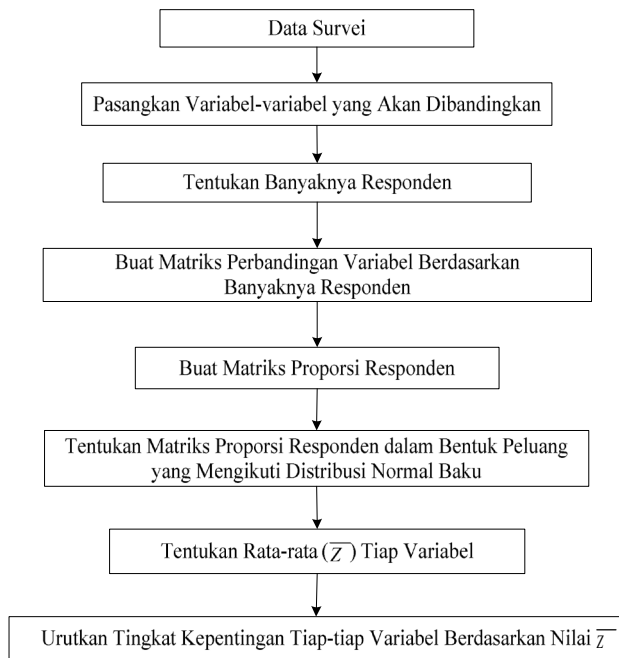 Data Survei
Pasangkan Variabel-variabel yang Akan Dibandingkan
Tentukan Banyaknya Responden
Buat Matriks Perbandingan Variabel Berdasarkan
Banyaknya Responden
Buat Matriks Proporsi Responden
Tentukan Matriks Proporsi Responden dalam Bentuk Peluang
yang Mengikuti Distribusi Normal Baku
Tentukan Rata-rata (Z̅) Tiap Variabel
Urutkan Tingkat Kepentingan Tiap-tiap Variabel Berdasarkan Nilai Z̅